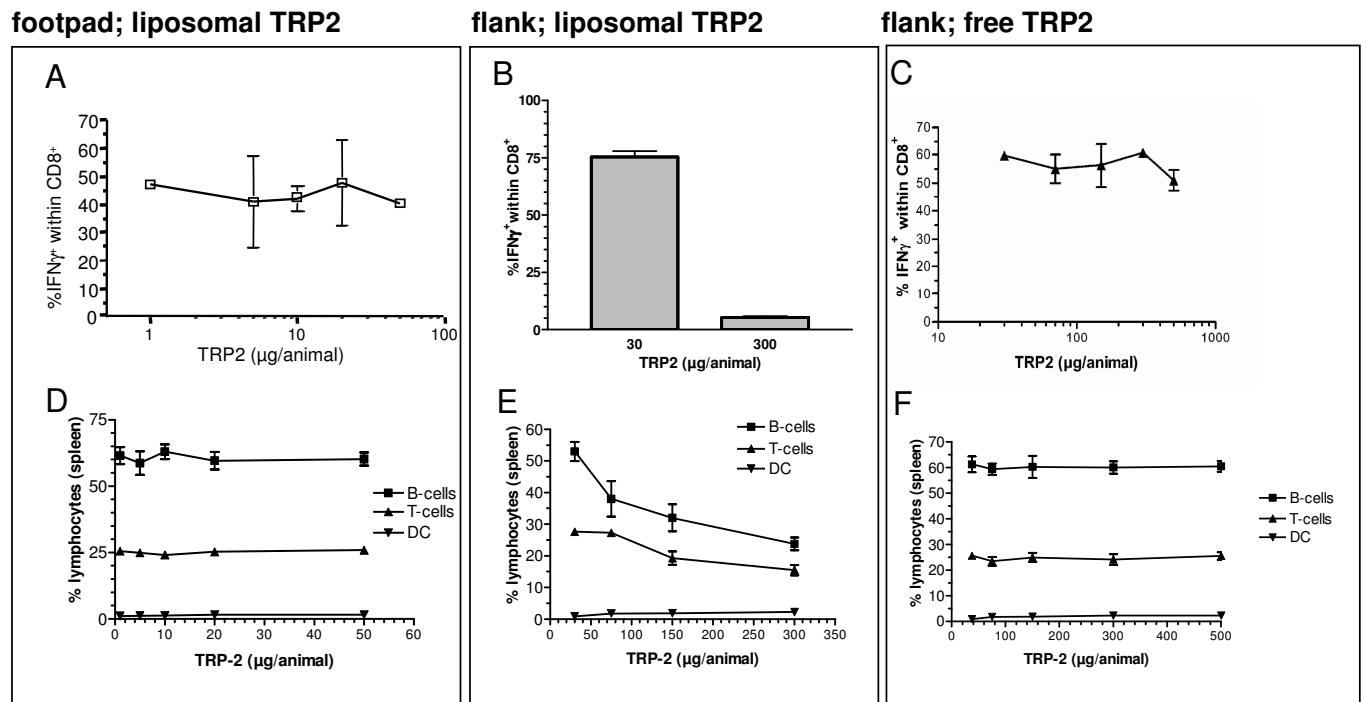 footpad; liposomal TRP2
flank; liposomal TRP2
flank; free TRP2
A
%IFNγ⁺ within CD8⁺
70
60
50
40
30
20
10
0
1
10
100
TRP2 (µg/animal)
B
%IFNγ⁺within CD8⁺
100
75
50
25
0
30
300
TRP2 (µg/animal)
C
% IFNγ⁺ within CD8⁺
70
60
50
40
30
20
10
0
10
100
1000
TRP2 (µg/animal)
D
% lymphocytes (spleen)
75
50
25
0
0
10
20
30
40
50
60
B-cells
T-cells
DC
TRP-2 (µg/animal)
E
% lymphocytes (spleen)
60
50
40
30
20
10
0
0
50
100
150
200
250
300
350
B-cells
T-cells
DC
TRP-2 (µg/animal)
F
% lymphocytes (spleen)
70
60
50
40
30
20
10
0
0
100
200
300
400
500
B-cells
T-cells
DC
TRP-2 (µg/animal)